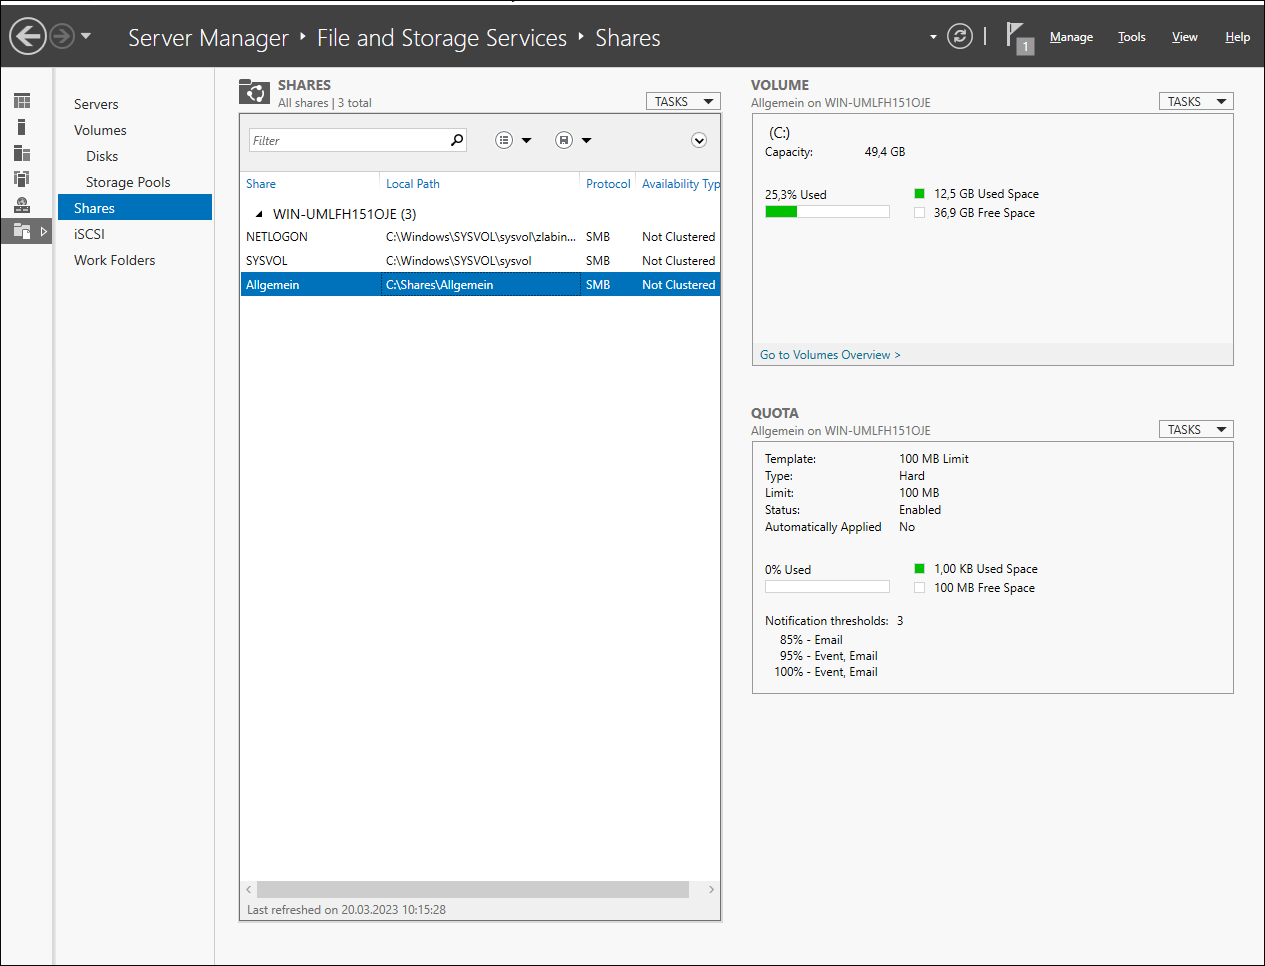 Server Manager ‣ File and Storage Services ‣ Shares
1
Manage
Tools
View
Help
Servers
Volumes
Disks
Storage Pools
Shares
iSCSI
Work Folders
SHARES
All shares | 3 total
TASKS
Filter
Share Local Path Protocol Availability Typ
WIN-UMLFH151OJE (3)
NETLOGON C:\Windows\SYSVOL\sysvol\zlabin... SMB Not Clustered
SYSVOL C:\Windows\SYSVOL\sysvol SMB Not Clustered
Allgemein C:\Shares\Allgemein SMB Not Clustered
Last refreshed on 20.03.2023 10:15:28
VOLUME
Allgemein on WIN-UMLFH151OJE
TASKS
(C:)
Capacity: 49,4 GB
25,3% Used
12,5 GB Used Space
36,9 GB Free Space
Go to Volumes Overview >
QUOTA
Allgemein on WIN-UMLFH151OJE
TASKS
Template: 100 MB Limit
Type: Hard
Limit: 100 MB
Status: Enabled
Automatically Applied No
0% Used
1,00 KB Used Space
100 MB Free Space
Notification thresholds: 3
85% - Email
95% - Event, Email
100% - Event, Email